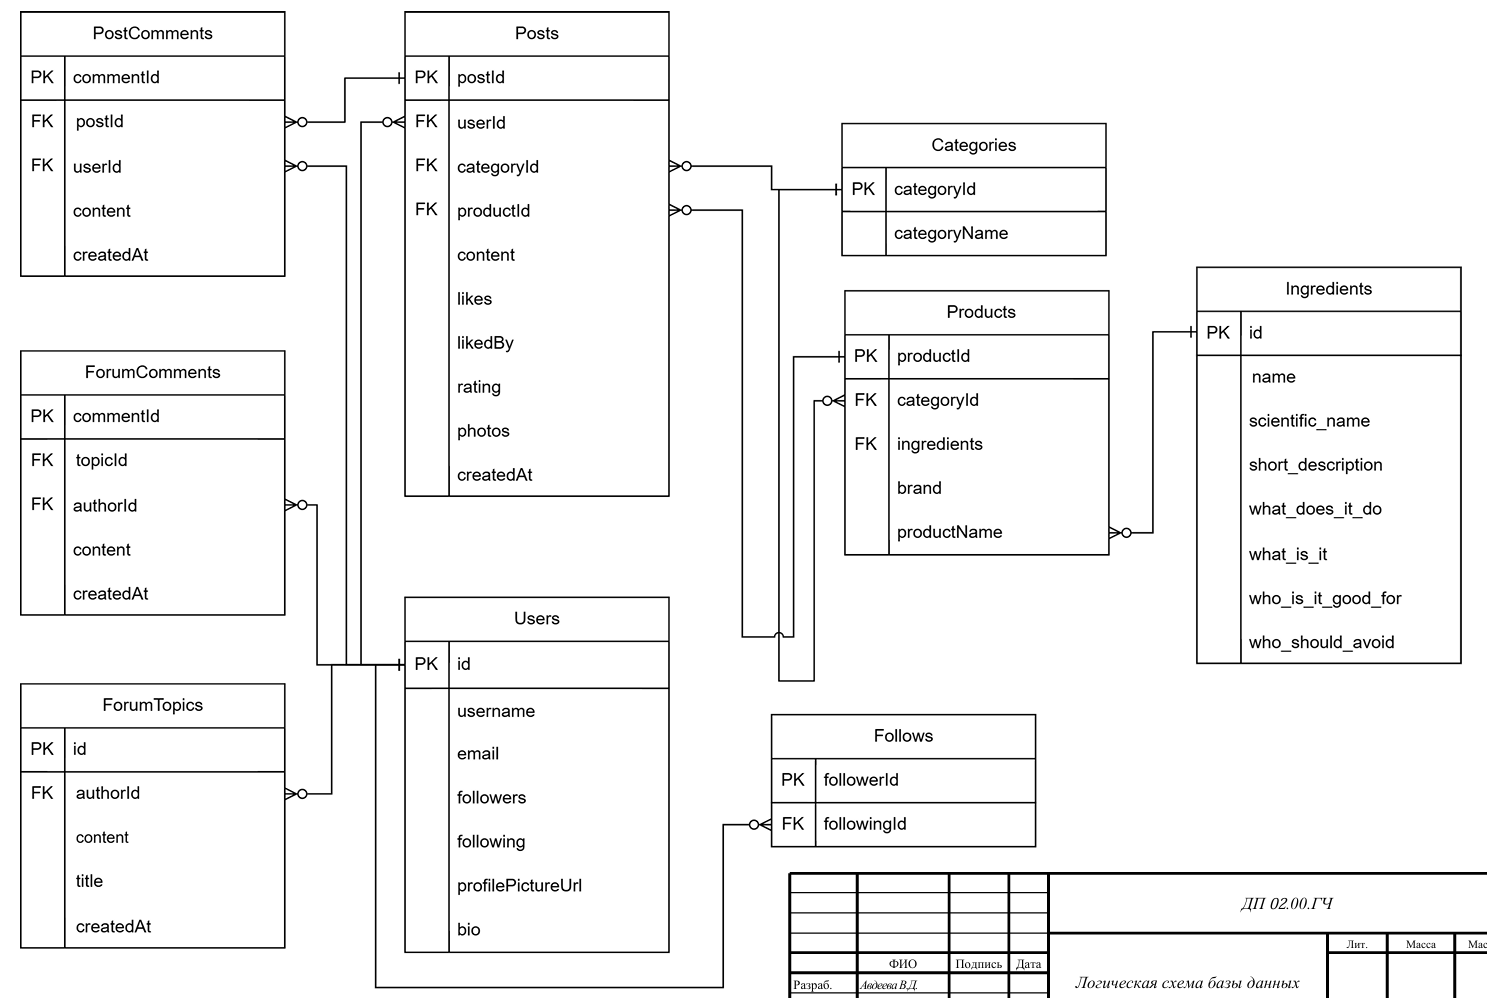 PostComments
PK commentId
FK postId
FK userId
content
createdAt
Posts
PK postId
FK userId
FK categoryId
FK productId
content
likes
likedBy
rating
photos
createdAt
Categories
PK categoryId
categoryName
Products
PK productId
FK categoryId
FK ingredients
brand
productName
Ingredients
PK id
name
scientific_name
short_description
what_does_it_do
what_is_it
who_is_it_good_for
who_should_avoid
ForumComments
PK commentId
FK topicId
FK authorId
content
createdAt
Users
PK id
username
email
followers
following
profilePictureUrl
bio
ForumTopics
PK id
FK authorId
content
title
createdAt
Follows
PK followerId
FK followingId
ДП 02.00.ГЧ
Лит. Масса Мас
ФИО Подпись Дата
Разраб. Авдеева В.Д.
Логическая схема базы данных